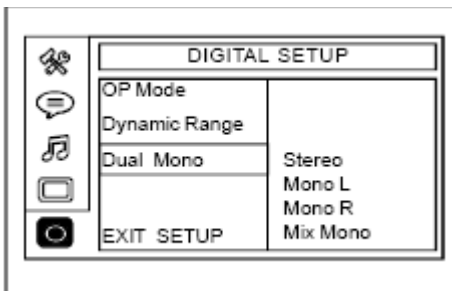 DIGITAL SETUP
OP Mode
Dynamic Range
Dual Mono
Stereo
Mono L
Mono R
EXIT SETUP
Mix Mono